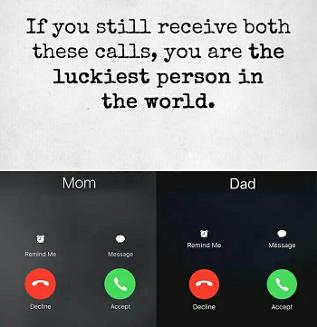 If you still receive both
these calls, you are the
luckiest person in
the world.
Mom
Dad
Remind Me
Message
Remind Me
Message
Decline
Accept
Decline
Accept